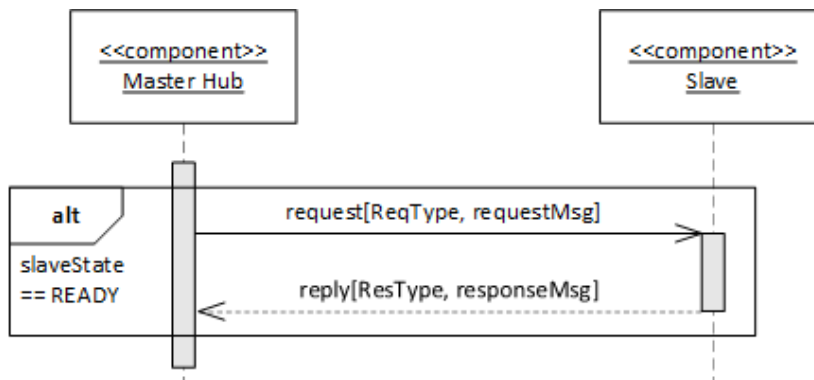 <<component>>
Master Hub
<<component>>
Slave
alt
request[ReqType, requestMsg]
slaveState
== READY
reply[ResType, responseMsg]